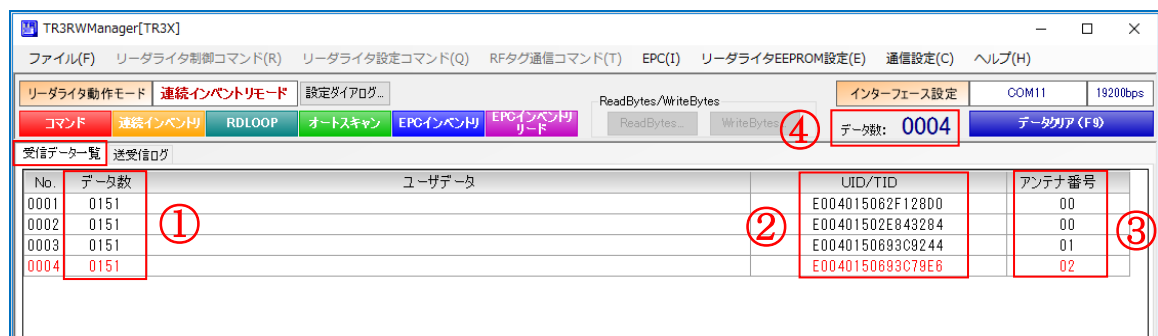 TR3RWManager[TR3X]
ファイル(F) リーダライタ制御コマンド(R) リーダライタ設定コマンド(Q) RFタグ通信コマンド(T) EPC(I) リーダライタEEPROM設定(E) 通信設定(C) ヘルプ(H)
リーダライタ動作モード 連続インベントリモード 設定ダイアログ... ReadBytes/WriteBytes インターフェース設定 COM11 19200bps
コマンド 連続インベントリ RDLOOP オートスキャン EPCインベントリ EPCインベントリリード ReadBytes... WriteBytes ④ データ数: 0004 データクリア(F9)
受信データ一覧 送受信ログ
No. データ数 ユーザデータ UID/TID アンテナ番号
0001 0151 E004015062F128D0 00
0002 0151 E00401502E843284 00
① ② ③
0003 0151 E0040150693C9244 01
0004 0151 E0040150693C79E6 02